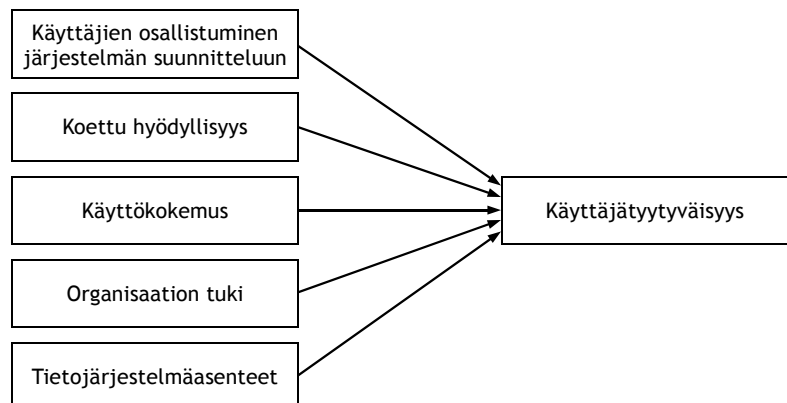 Käyttäjien osallistuminen
järjestelmän suunnitteluun
Koettu hyödyllisyys
Käyttökokemus
Käyttäjätyytyväisyys
Organisaation tuki
Tietojärjestelmäasenteet